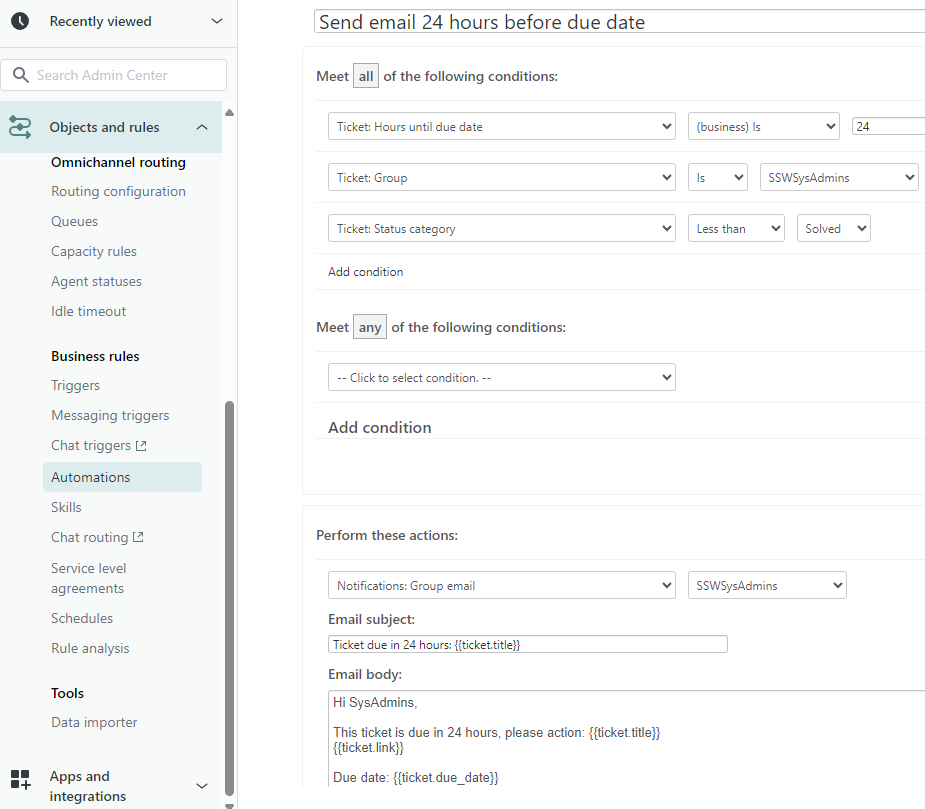 Recently viewed
Search Admin Center
Objects and rules
Omnichannel routing
Routing configuration
Queues
Capacity rules
Agent statuses
Idle timeout
Business rules
Triggers
Messaging triggers
Chat triggers
Automations
Skills
Chat routing
Service level
agreements
Schedules
Rule analysis
Tools
Data importer
Apps and
integrations
Send email 24 hours before due date
Meet all of the following conditions:
Ticket: Hours until due date (business) Is 24
Ticket: Group Is SSWSysAdmins
Ticket: Status category Less than Solved
Add condition
Meet any of the following conditions:
-- Click to select condition. --
Add condition
Perform these actions:
Notifications: Group email SSWSysAdmins
Email subject:
Ticket due in 24 hours: {{ticket.title}}
Email body:
Hi SysAdmins,
This ticket is due in 24 hours, please action: {{ticket.title}}
{{ticket.link}}
Due date: {{ticket.due_date}}